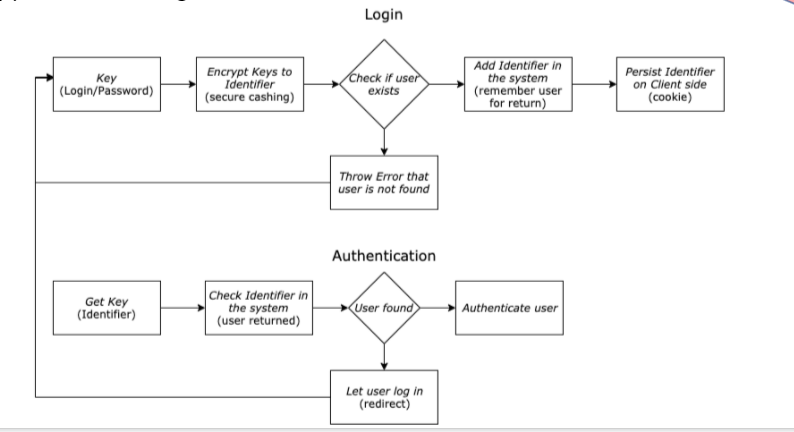 Login
Key
(Login/Password)
Encrypt Keys to
Identifier
(secure cashing)
Check if user
exists
Add Identifier in
the system
(remember user
for return)
Persist Identifier
on Client side
(cookie)
Throw Error that
user is not found
Authentication
Get Key
(Identifier)
Check Identifier in
the system
(user returned)
User found
Authenticate user
Let user log in
(redirect)